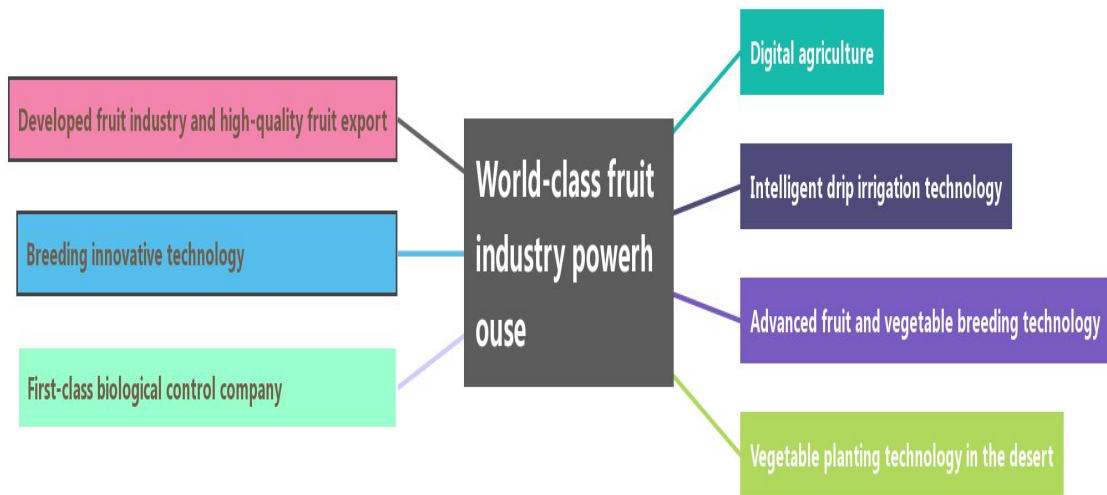 Developed fruit industry and high-quality fruit export
Breeding innovative technology
First-class biological control company
World-class fruit
industry powerh
ouse
Digital agriculture
Intelligent drip irrigation technology
Advanced fruit and vegetable breeding technology
Vegetable planting technology in the desert